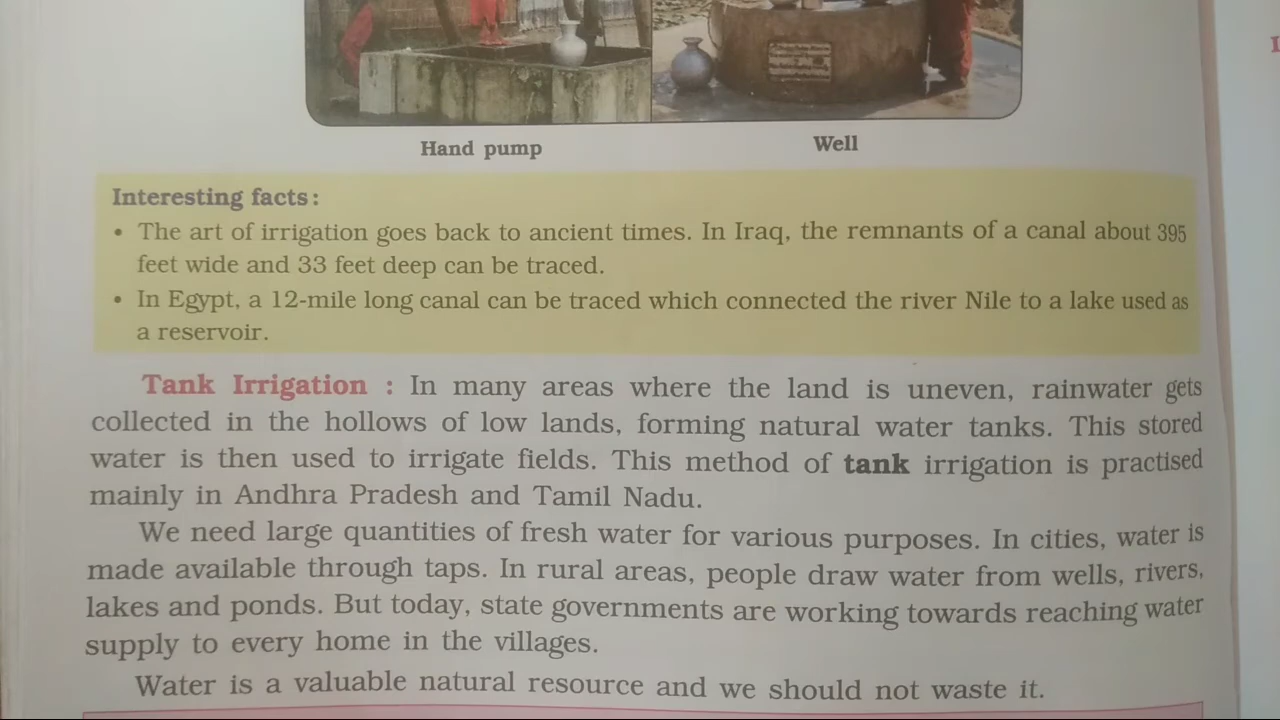 Hand pump
Well
Interesting facts:
• The art of irrigation goes back to ancient times. In Iraq, the remnants of a canal about 395
feet wide and 33 feet deep can be traced.
• In Egypt, a 12-mile long canal can be traced which connected the river Nile to a lake used as
a reservoir.
Tank Irrigation : In many areas where the land is uneven, rainwater gets
collected in the hollows of low lands, forming natural water tanks. This stored
water is then used to irrigate fields. This method of tank irrigation is practised
mainly in Andhra Pradesh and Tamil Nadu.
We need large quantities of fresh water for various purposes. In cities, water is
made available through taps. In rural areas, people draw water from wells, rivers,
lakes and ponds. But today, state governments are working towards reaching water
supply to every home in the villages.
Water is a valuable natural resource and we should not waste it.